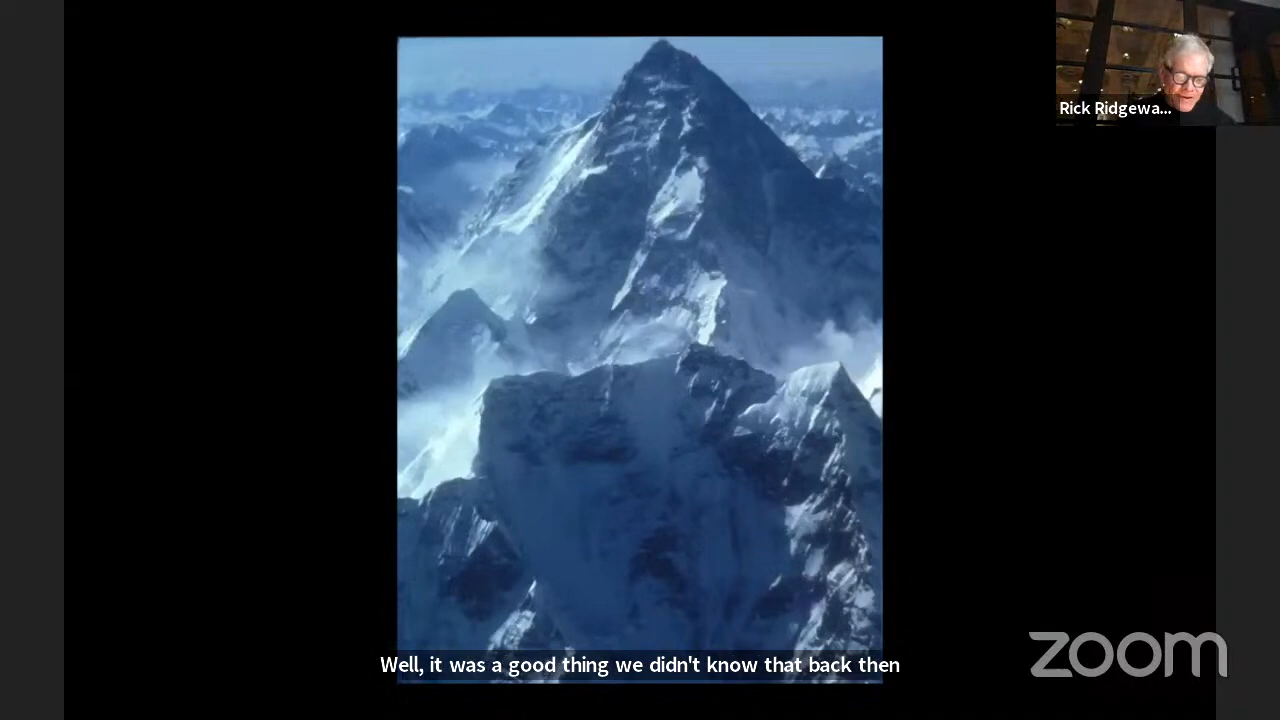 Rick Ridgewa...
Well, it was a good thing we didn't know that back then
zoom